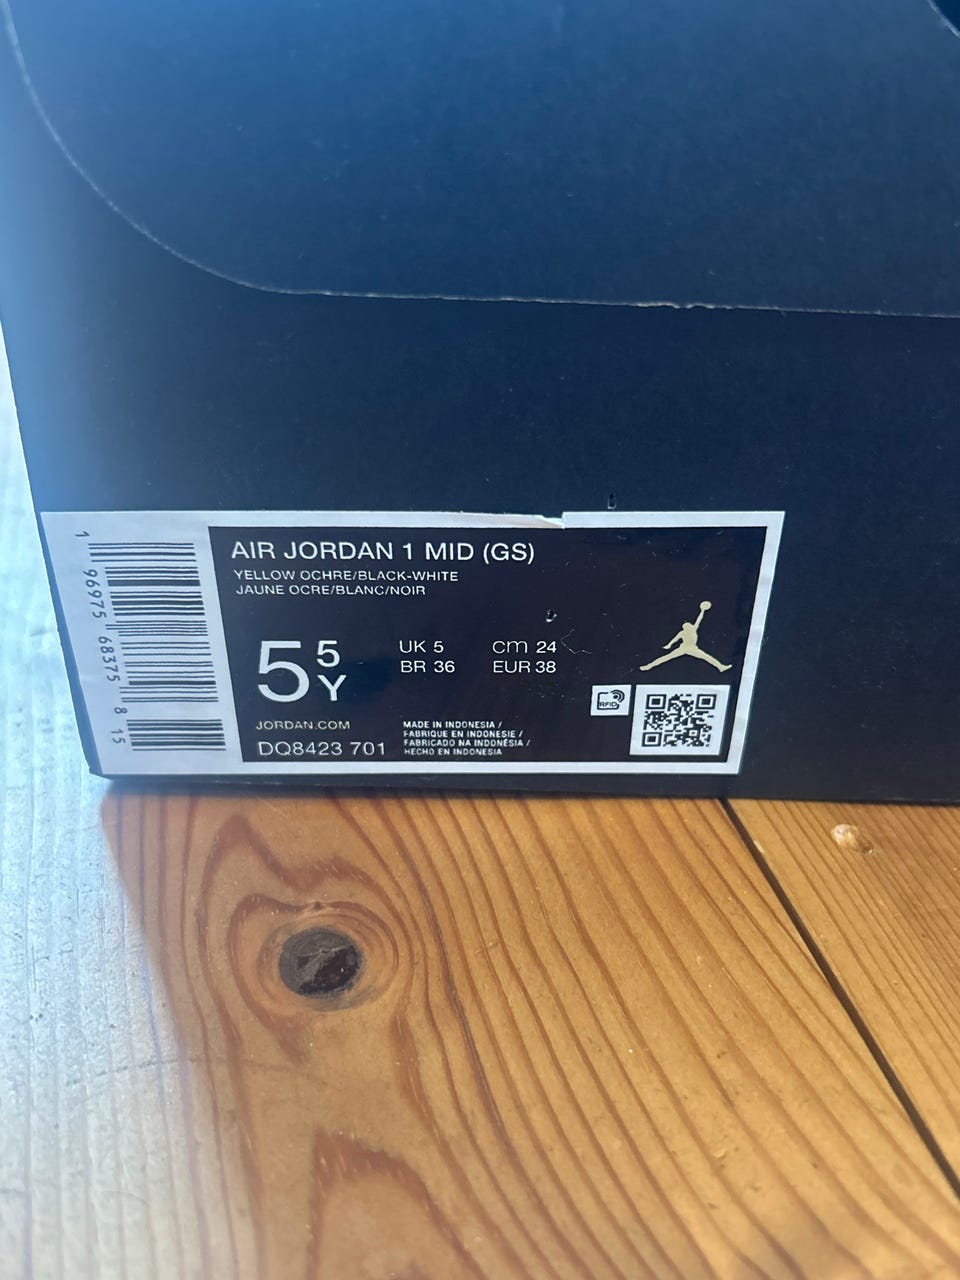 AIR JORDAN 1 MID (GS)
YELLOW OCHRE/BLACK-WHITE
JAUNE OCRE/BLANC/NOIR
5 5Y
UK 5 cm 24
BR 36 EUR 38
RFID
JORDAN.COM
DQ8423 701
MADE IN INDONESIA /
FABRIQUE EN INDONESIE /
FABRICADO NA INDONÉSIA /
HECHO EN INDONESIA
1 96975 68375 8 15